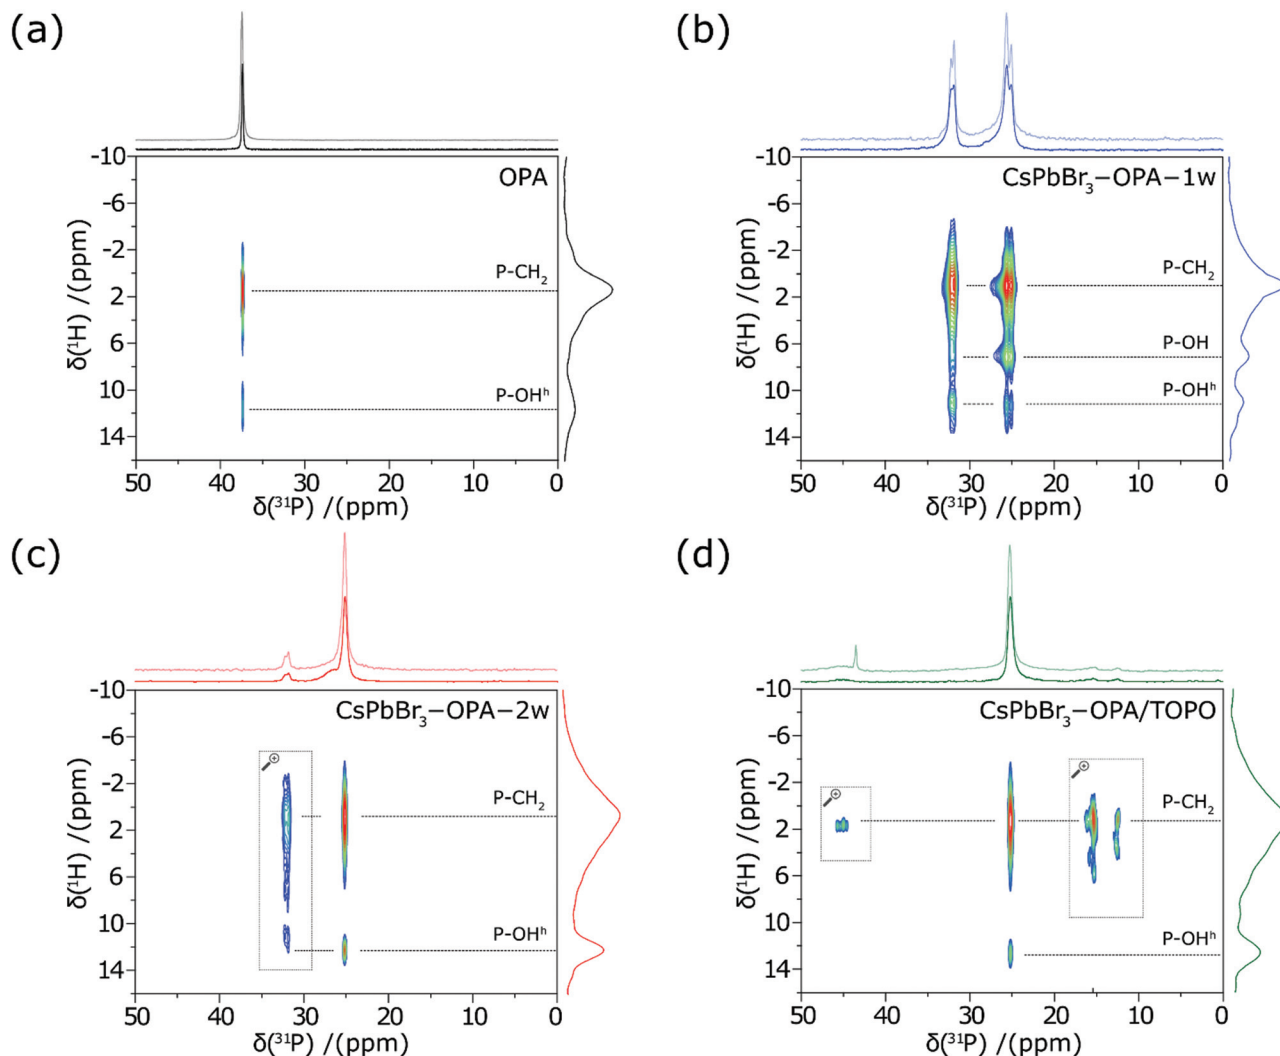 (a)
-10
-6
-2
2
6
10
14
δ(¹H) /(ppm)
OPA
P-CH₂
P-OHʰ
50 40 30 20 10 0
δ(³¹P) /(ppm)
(b)
-10
-6
-2
2
6
10
14
δ(¹H) /(ppm)
CsPbBr₃–OPA–1w
P-CH₂
P-OH
P-OHʰ
50 40 30 20 10 0
δ(³¹P) /(ppm)
(c)
-10
-6
-2
2
6
10
14
δ(¹H) /(ppm)
CsPbBr₃–OPA–2w
P-CH₂
P-OHʰ
50 40 30 20 10 0
δ(³¹P) /(ppm)
(d)
-10
-6
-2
2
6
10
14
δ(¹H) /(ppm)
CsPbBr₃–OPA/TOPO
P-CH₂
P-OHʰ
50 40 30 20 10 0
δ(³¹P) /(ppm)